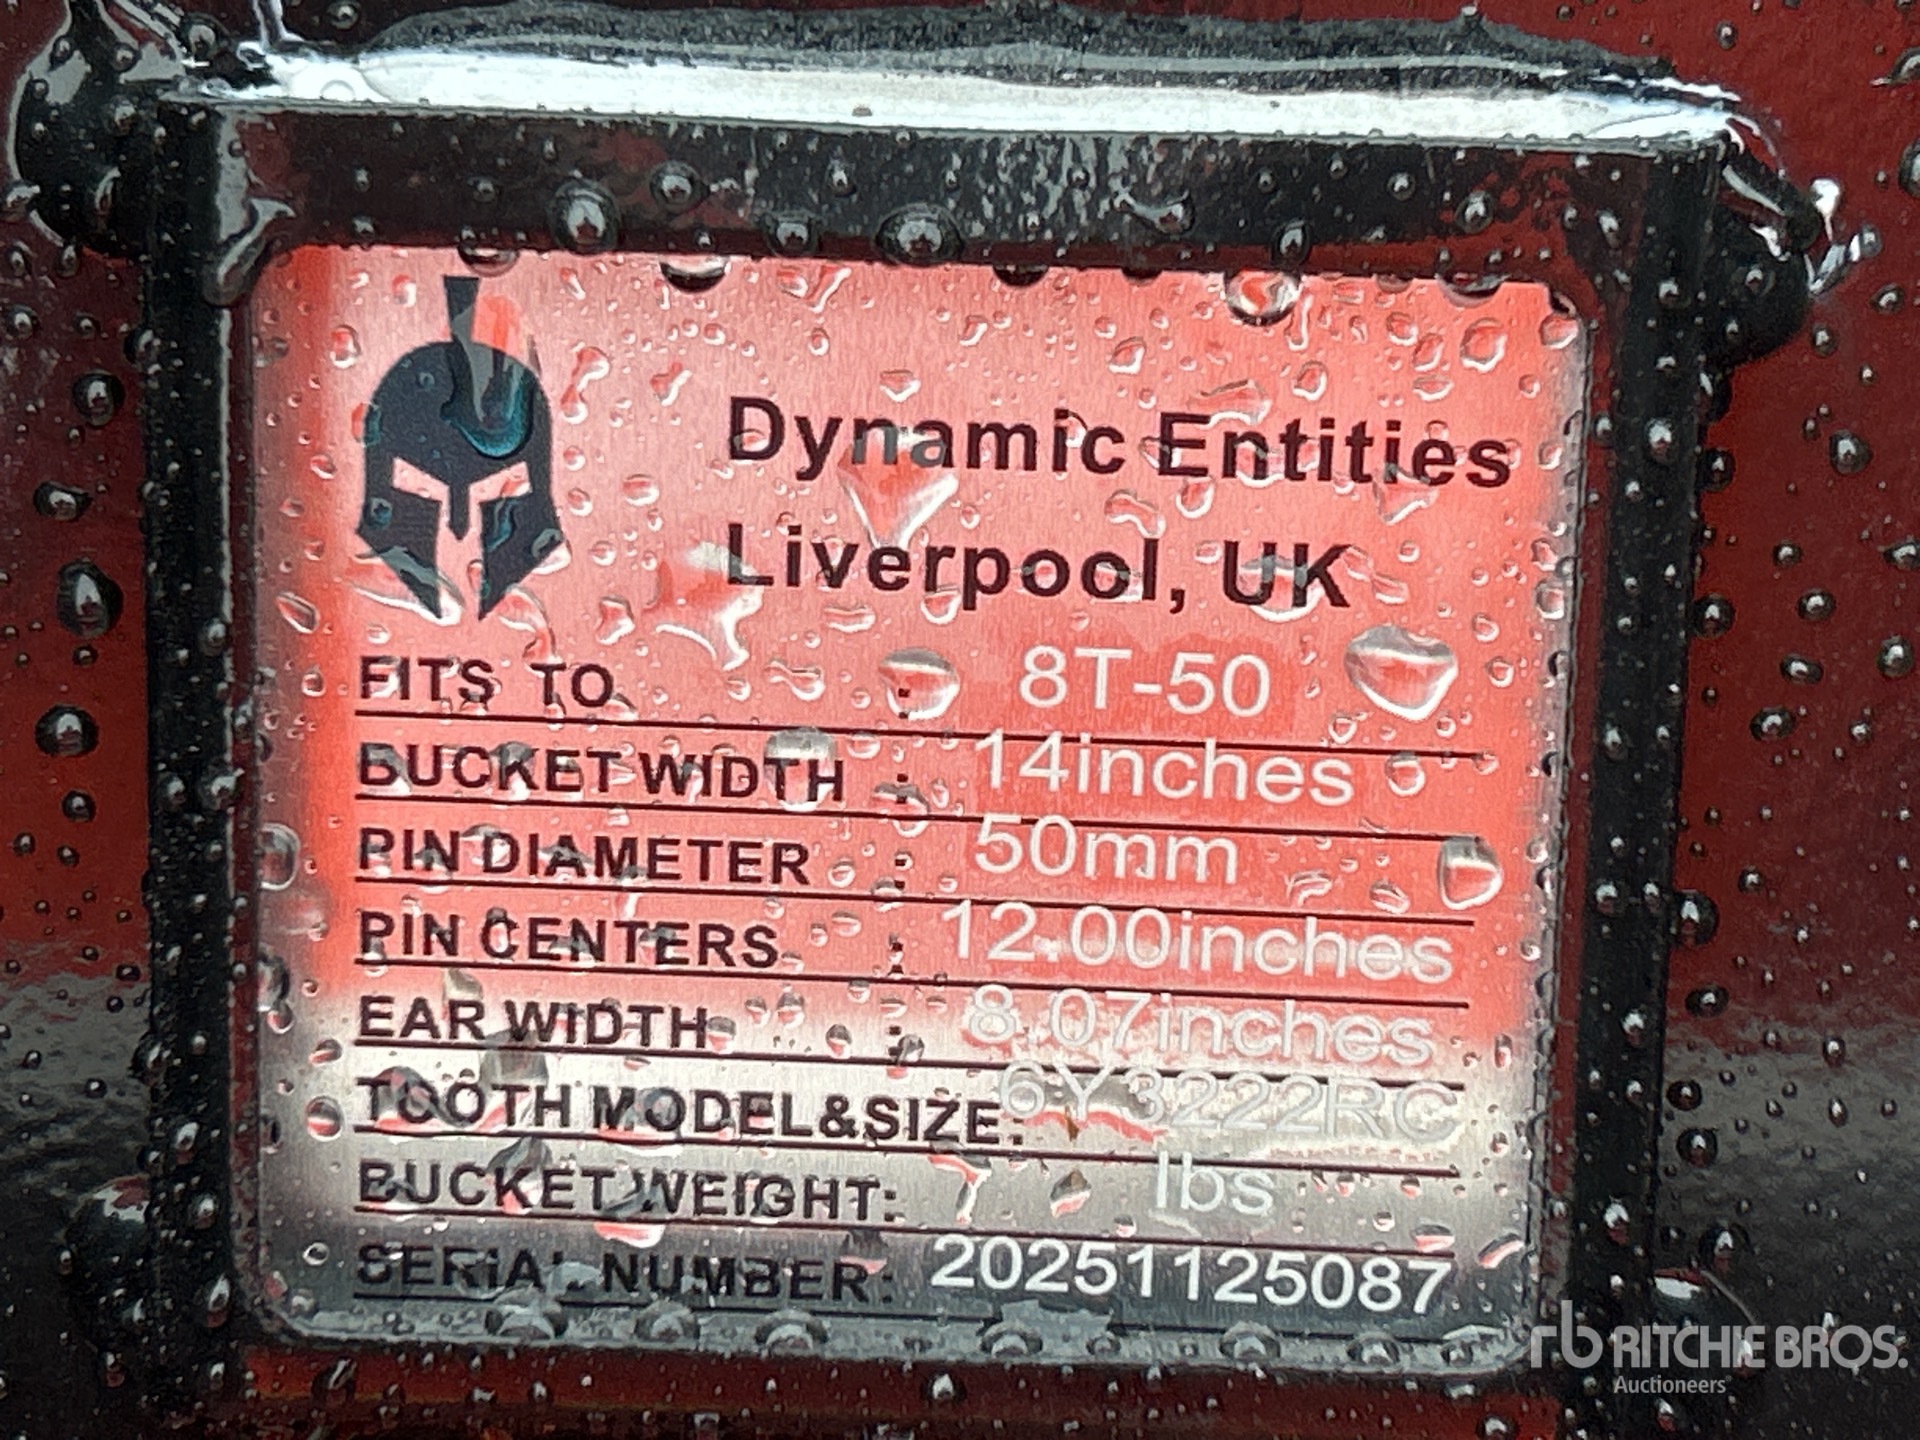 Dynamic Entities
Liverpool, UK
FITS TO : 8T-50
BUCKET WIDTH : 14inches
PIN DIAMETER : 50mm
PIN CENTERS : 12.00inches
EAR WIDTH : 8.07inches
TOOTH MODEL&SIZE: 6Y3222RC
BUCKET WEIGHT: lbs
SERIAL NUMBER: 20251125087
rb RITCHIE BROS.
Auctioneers